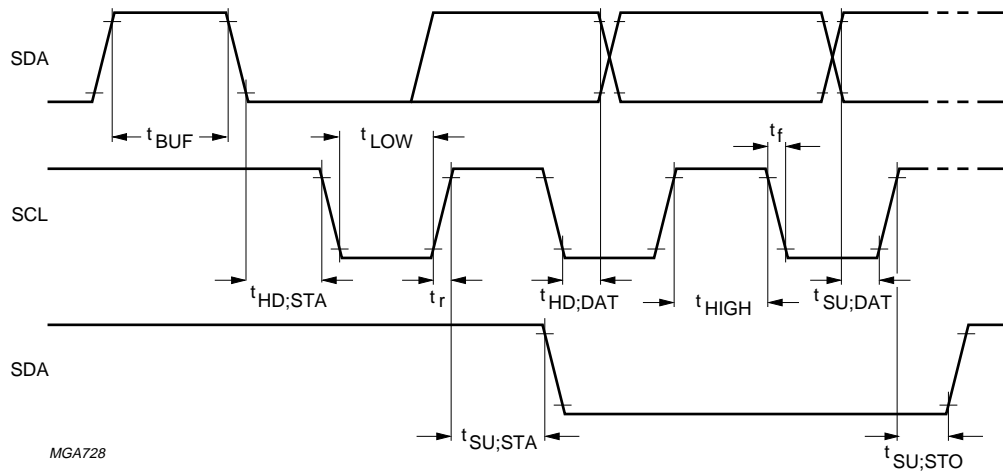 SDA
t BUF
t LOW
t f
SCL
t HD;STA
t r
t HD;DAT
t HIGH
t SU;DAT
SDA
t SU;STA
t SU;STO
MGA728